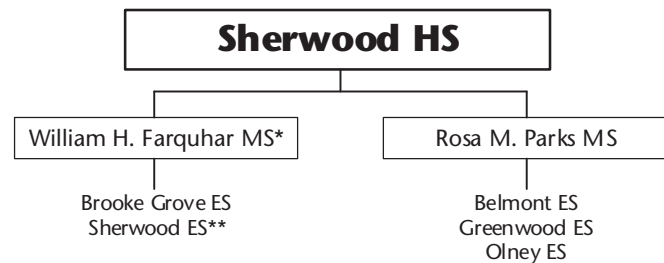 Sherwood HS
William H. Farquhar MS*
Rosa M. Parks MS
Brooke Grove ES
Sherwood ES**
Belmont ES
Greenwood ES
Olney ES